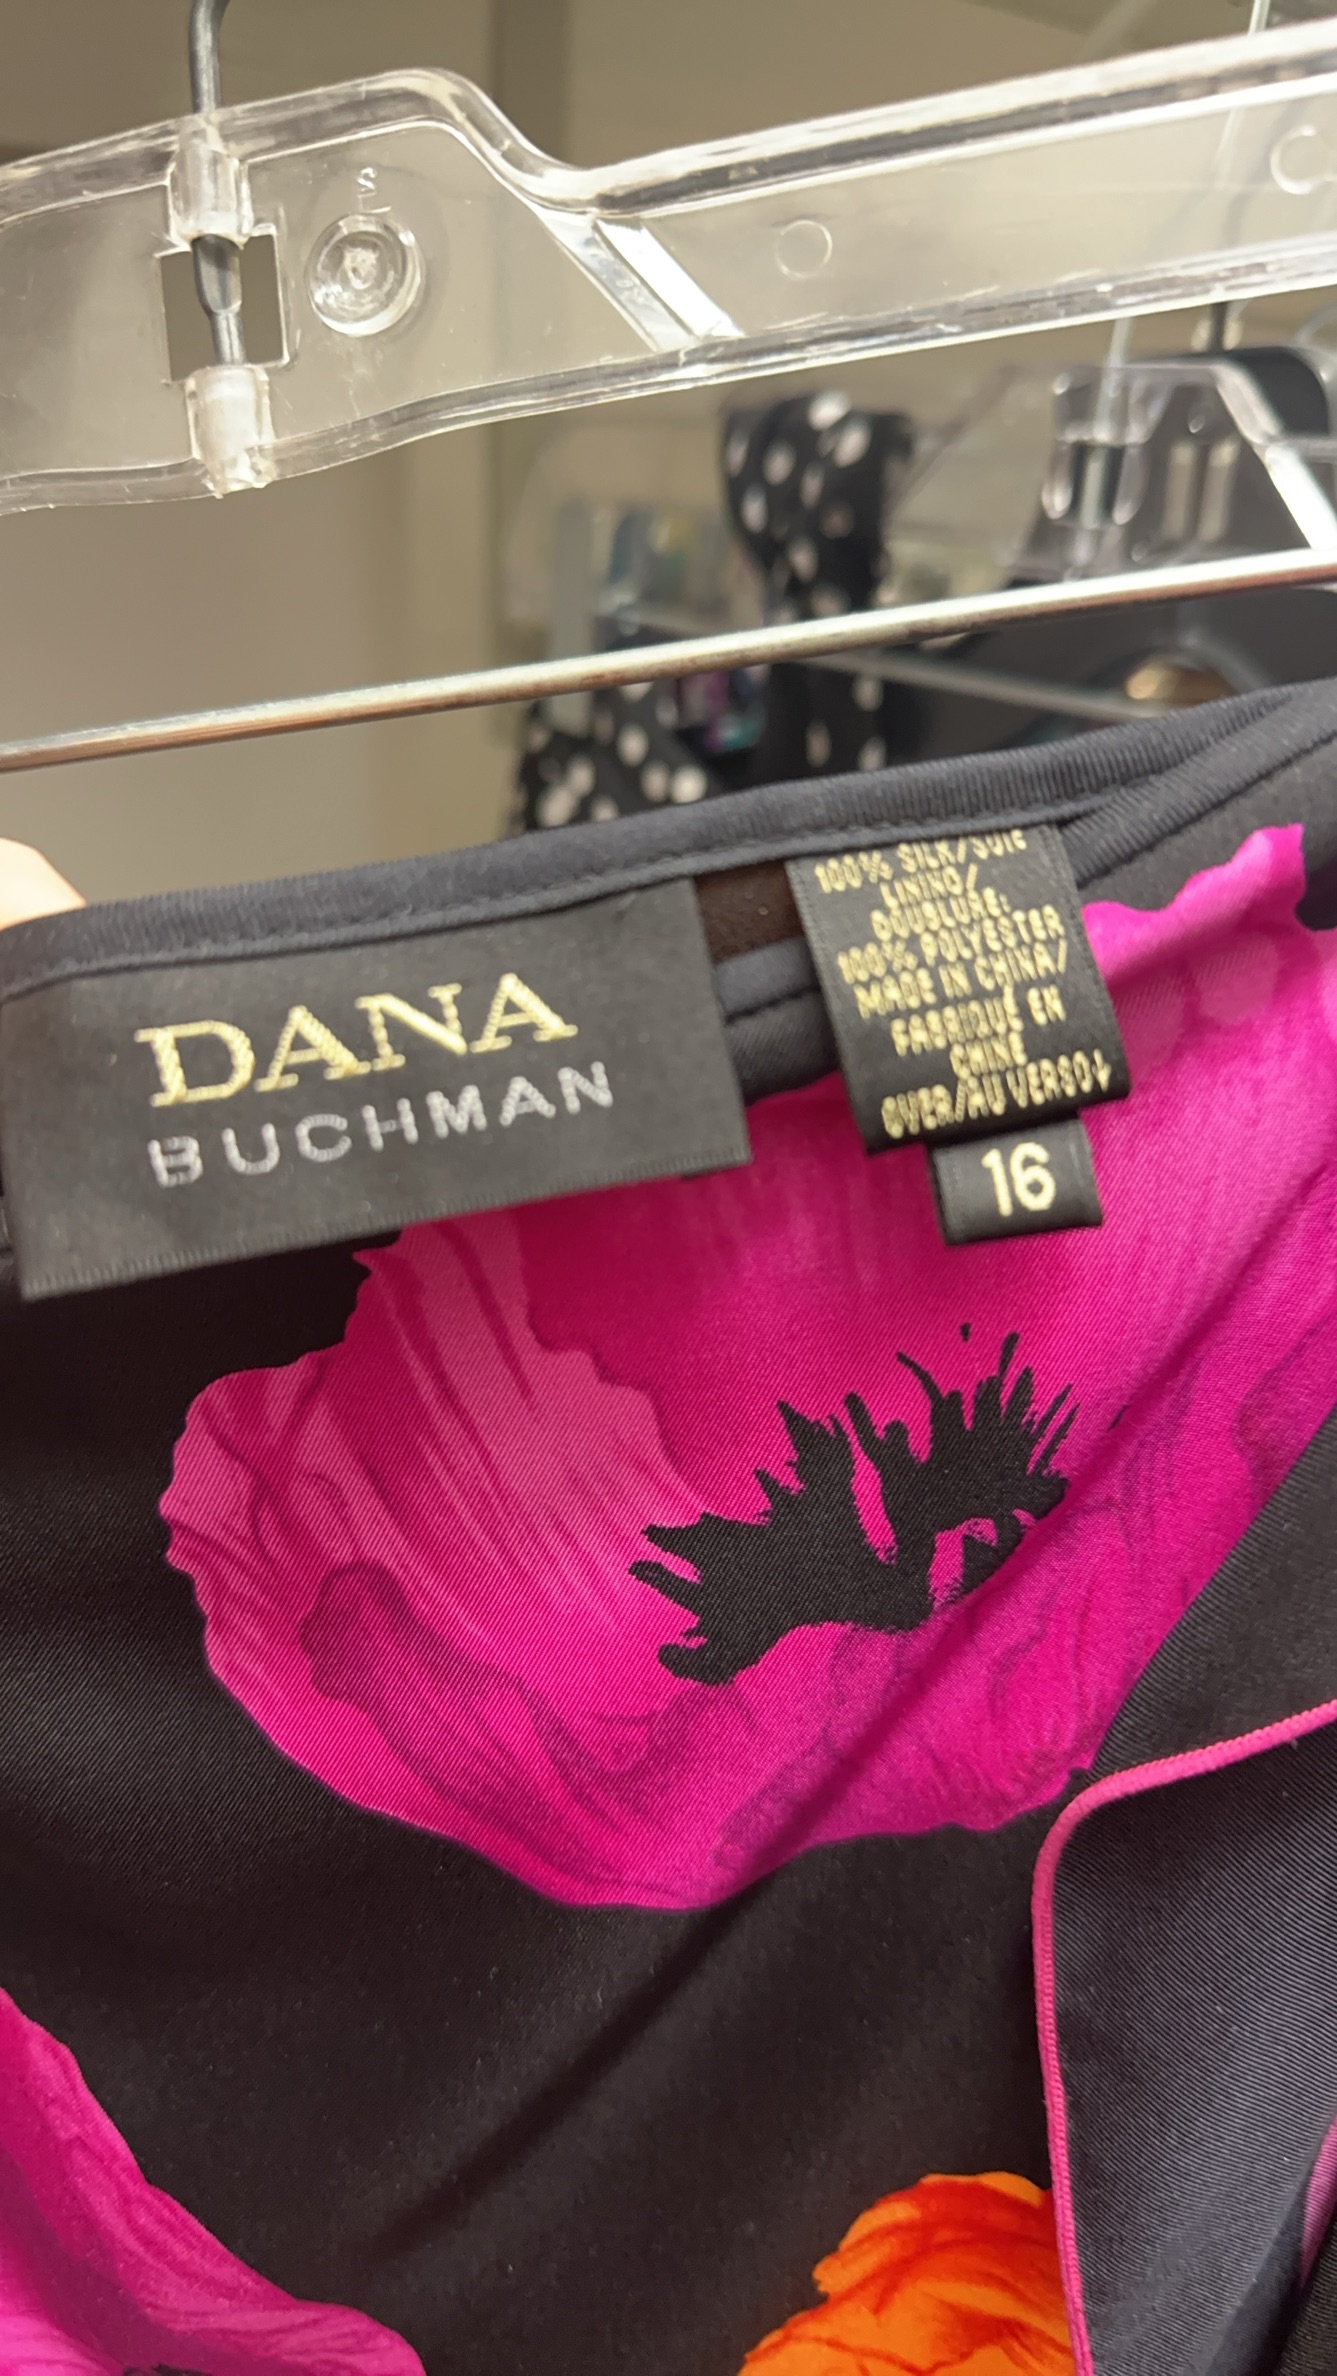 S
DANA
BUCHMAN
100% SILK/SOIE
LINING/
DOUBLURE:
100% POLYESTER
MADE IN CHINA/
FABRIQUÉ EN
CHINE
OVER/AU VERSO↓
16